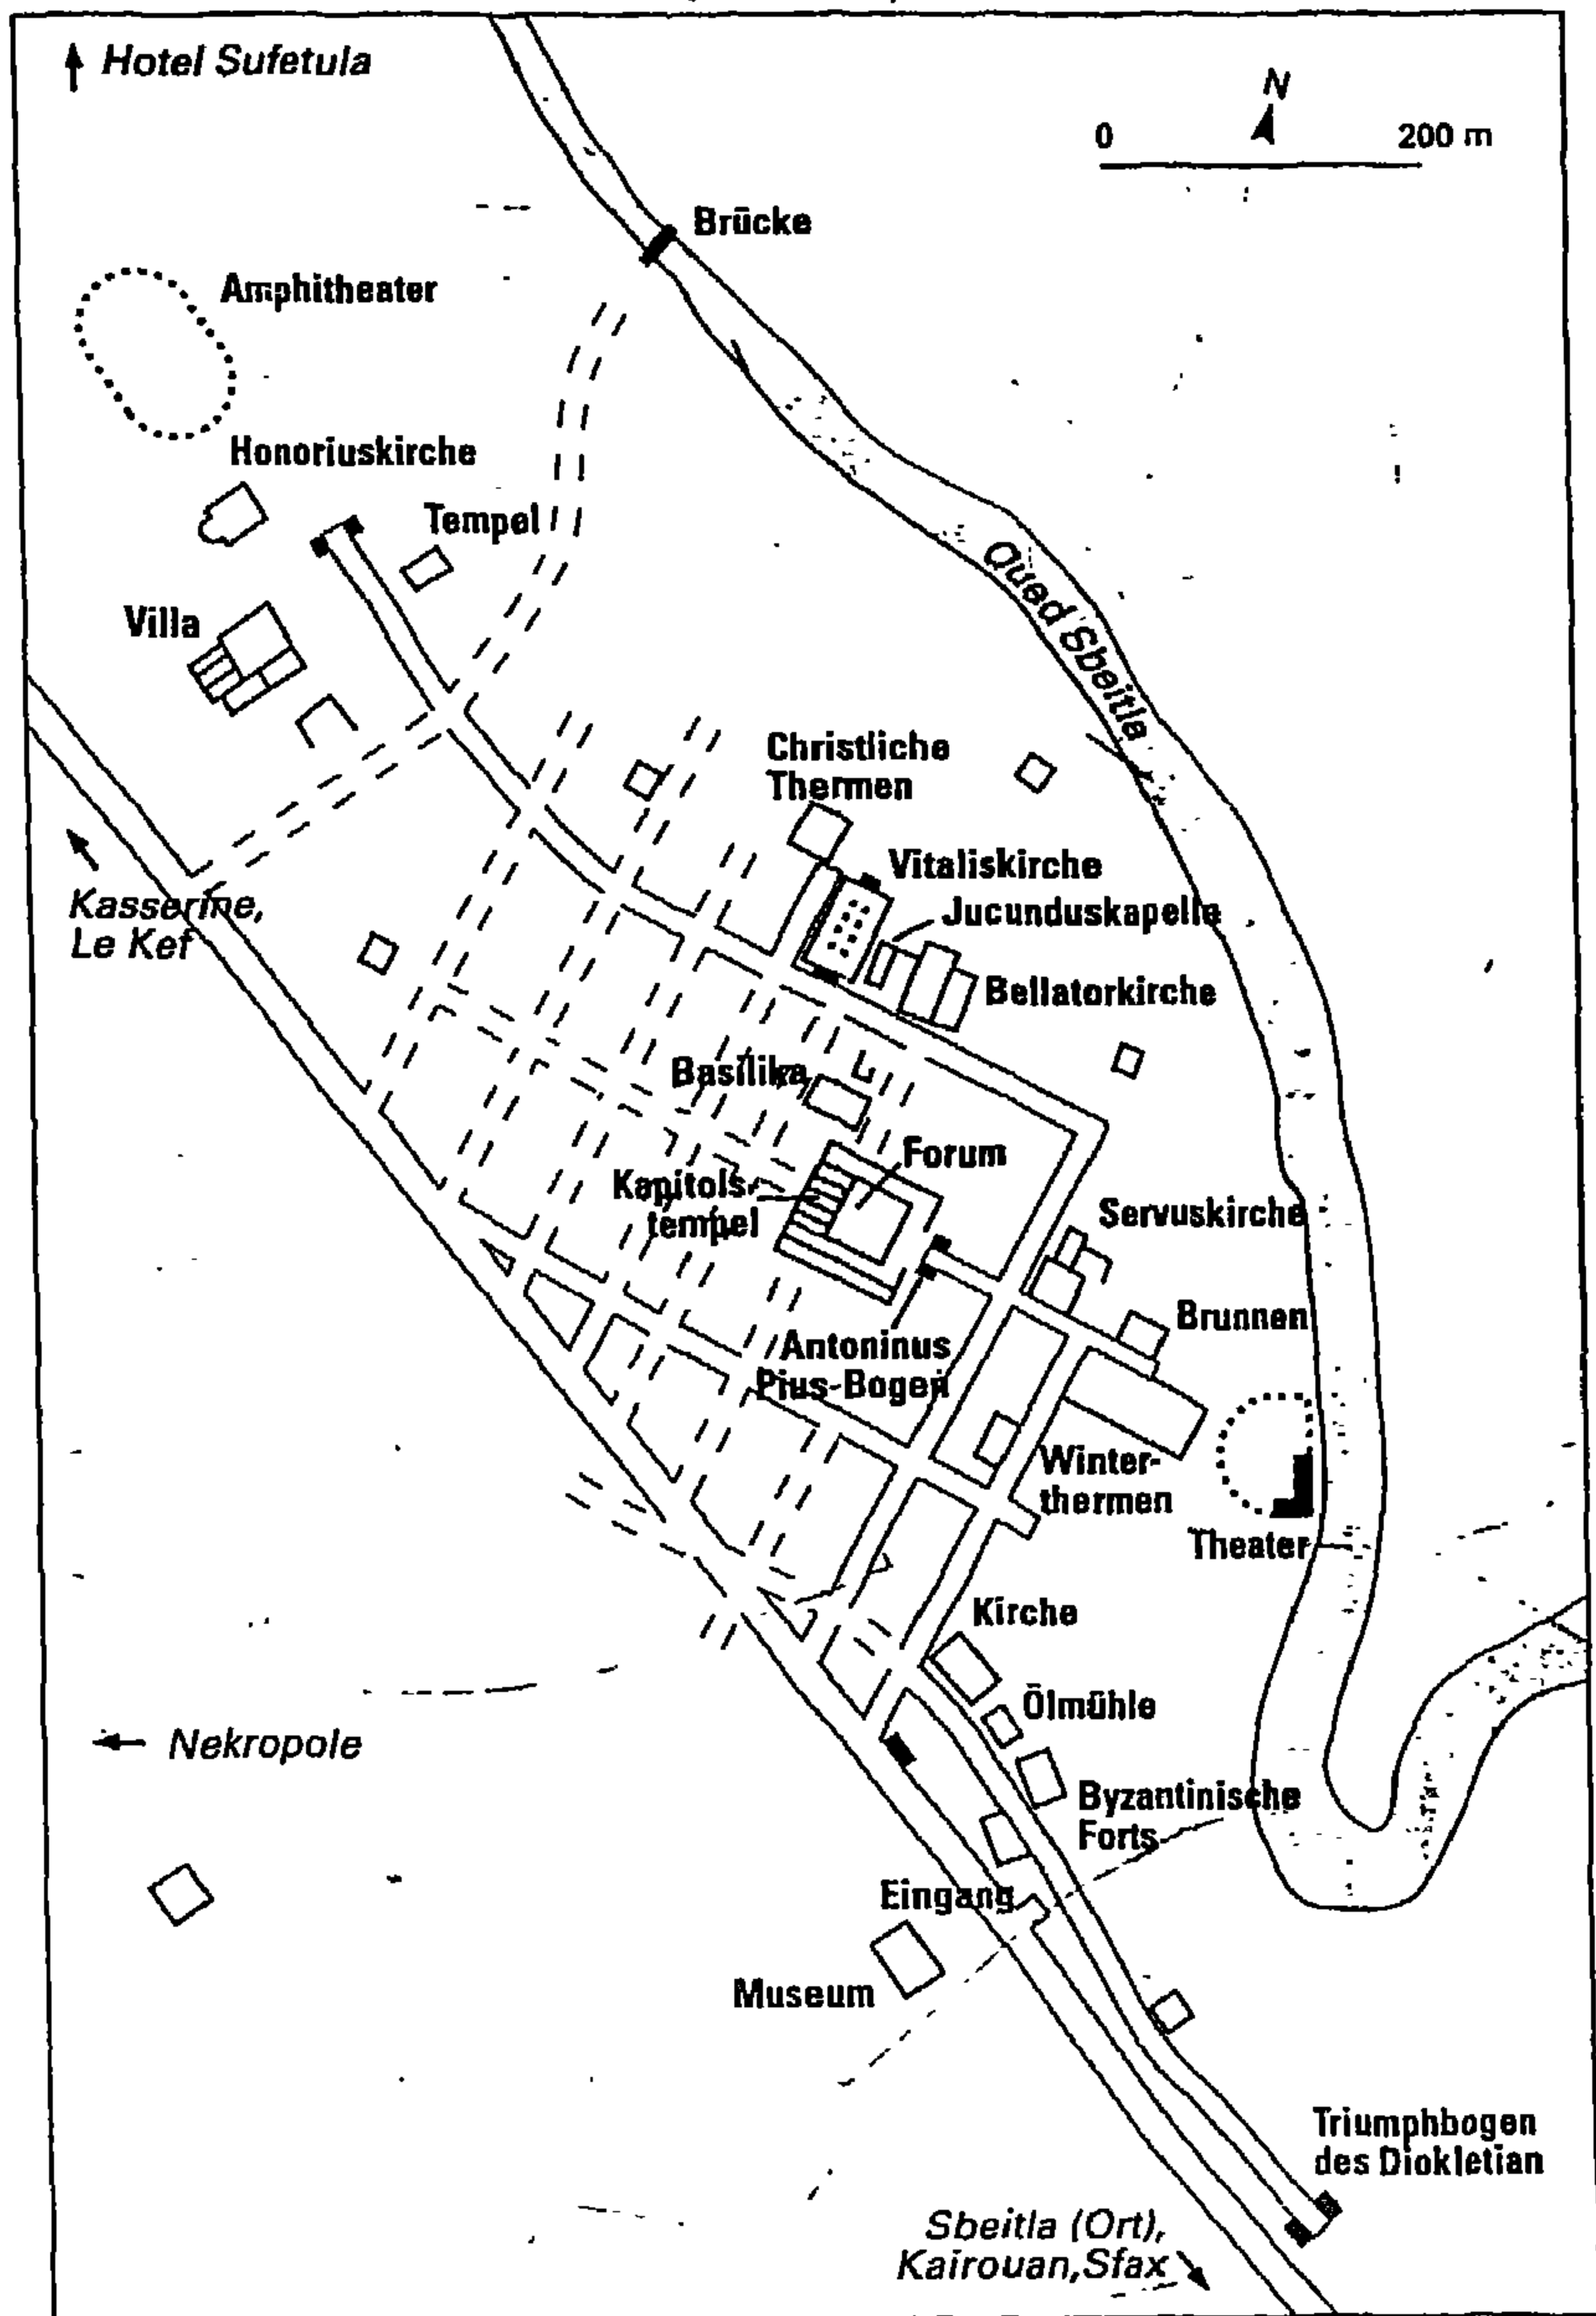 Hotel Sufetula
N
0 200 m
Brücke
Amphitheater
Honoriuskirche
Tempel
Villa
Oued Sbeitla
Christliche
Thermen
Vitaliskirche
Jucunduskapelle
Kasserine,
Le Kef
Bellatorkirche
Basilika
Forum
Kapitols-
tempel
Servuskirche
Brunnen
Antoninus
Pius-Bogen
Winter-
thermen
Theater
Kirche
Ölmühle
Nekropole
Byzantinische
Forts
Eingang
Museum
Triumphbogen
des Diokletian
Sbeitla (Ort),
Kairouan,Sfax